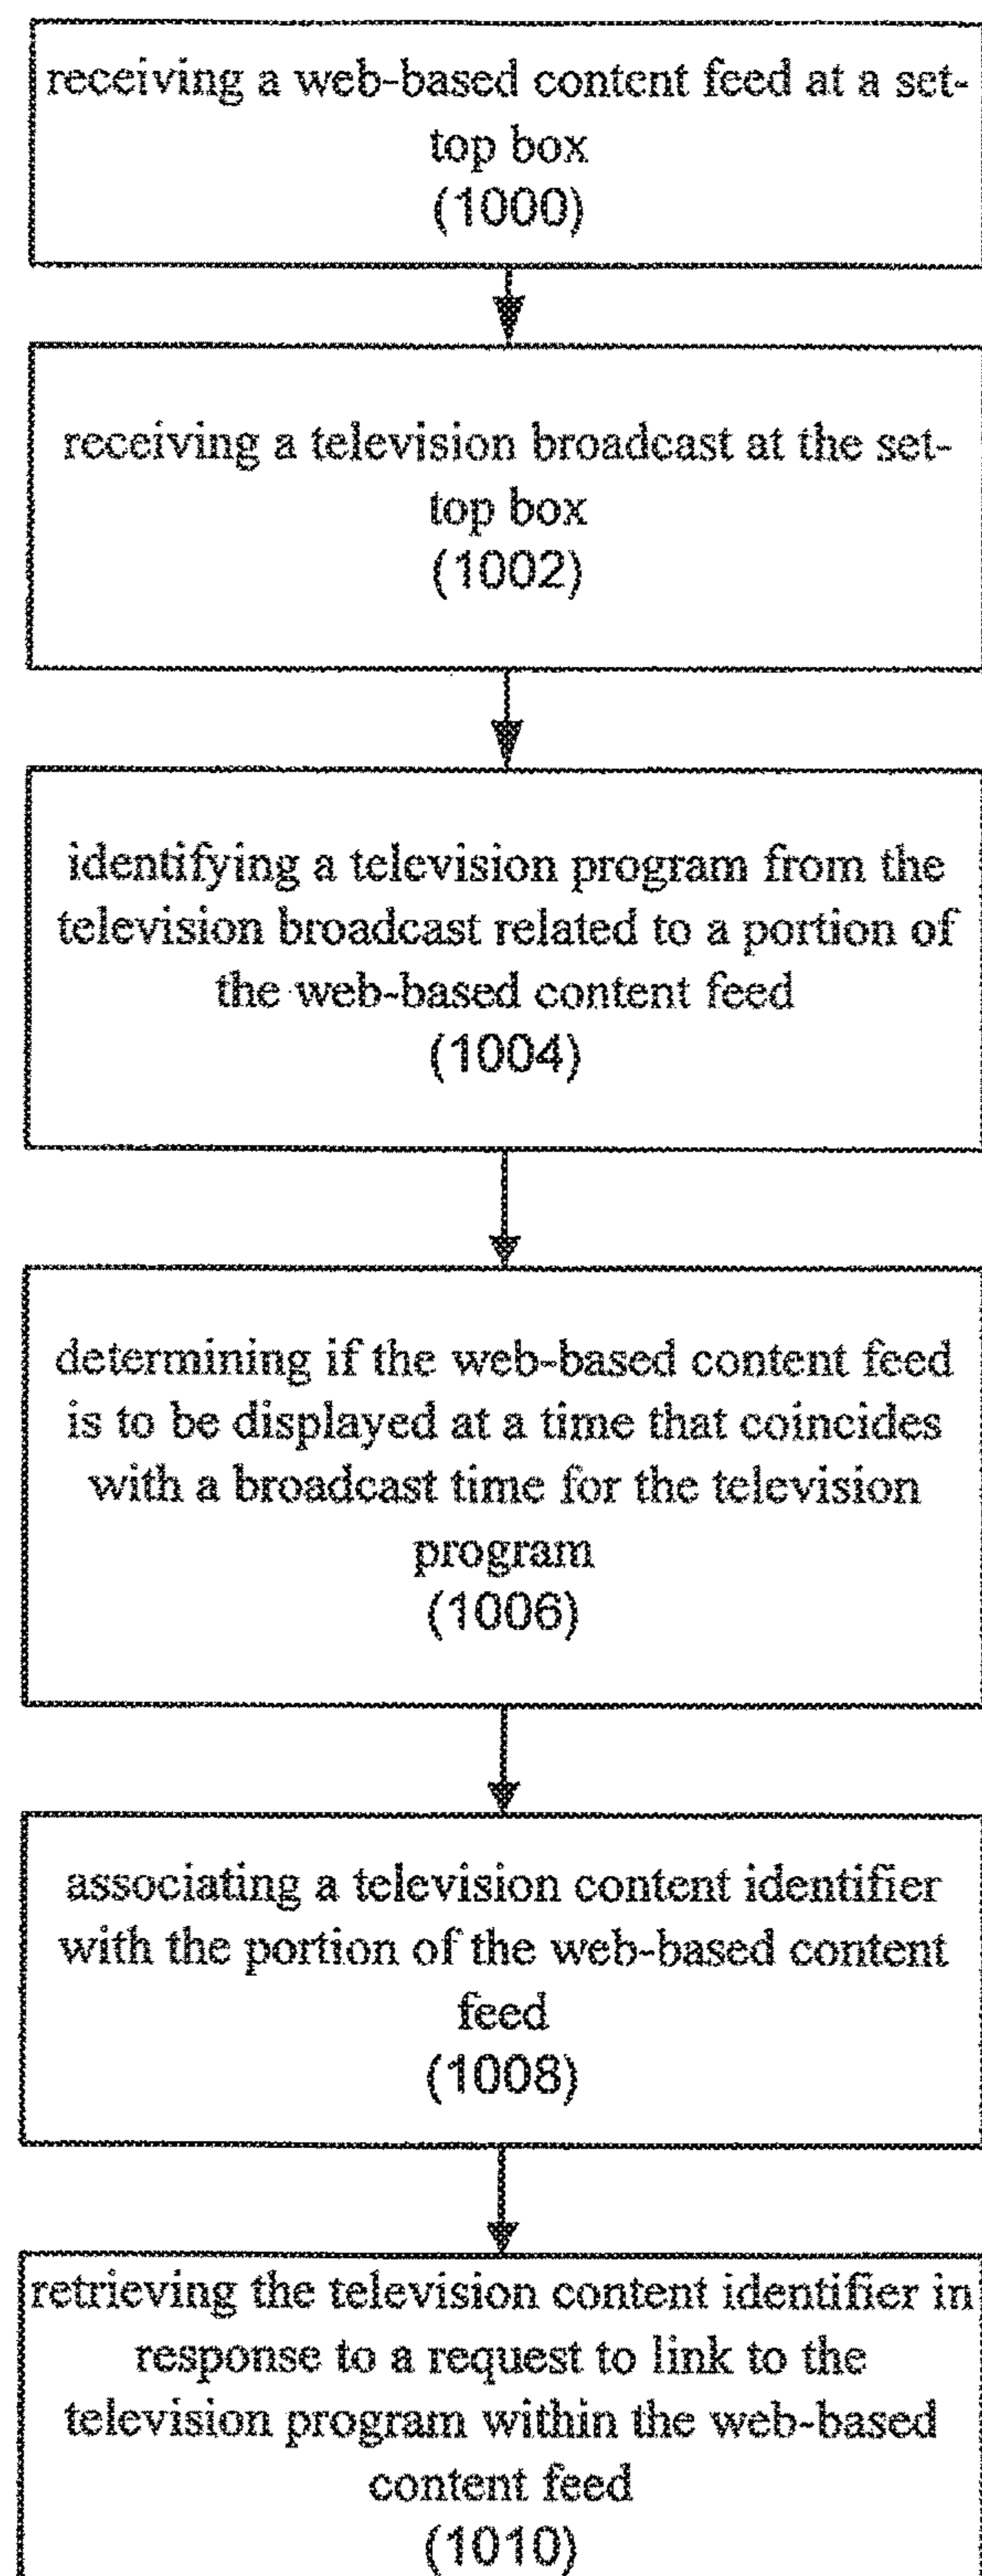 receiving a web-based content feed at a set-
top box
(1000)
receiving a television broadcast at the set-
top box
(1002)
identifying a television program from the
television broadcast related to a portion of
the web-based content feed
(1004)
determining if the web-based content feed
is to be displayed at a time that coincides
with a broadcast time for the television
program
(1006)
associating a television content identifier
with the portion of the web-based content
feed
(1008)
retrieving the television content identifier in
response to a request to link to the
television program within the web-based
content feed
(1010)